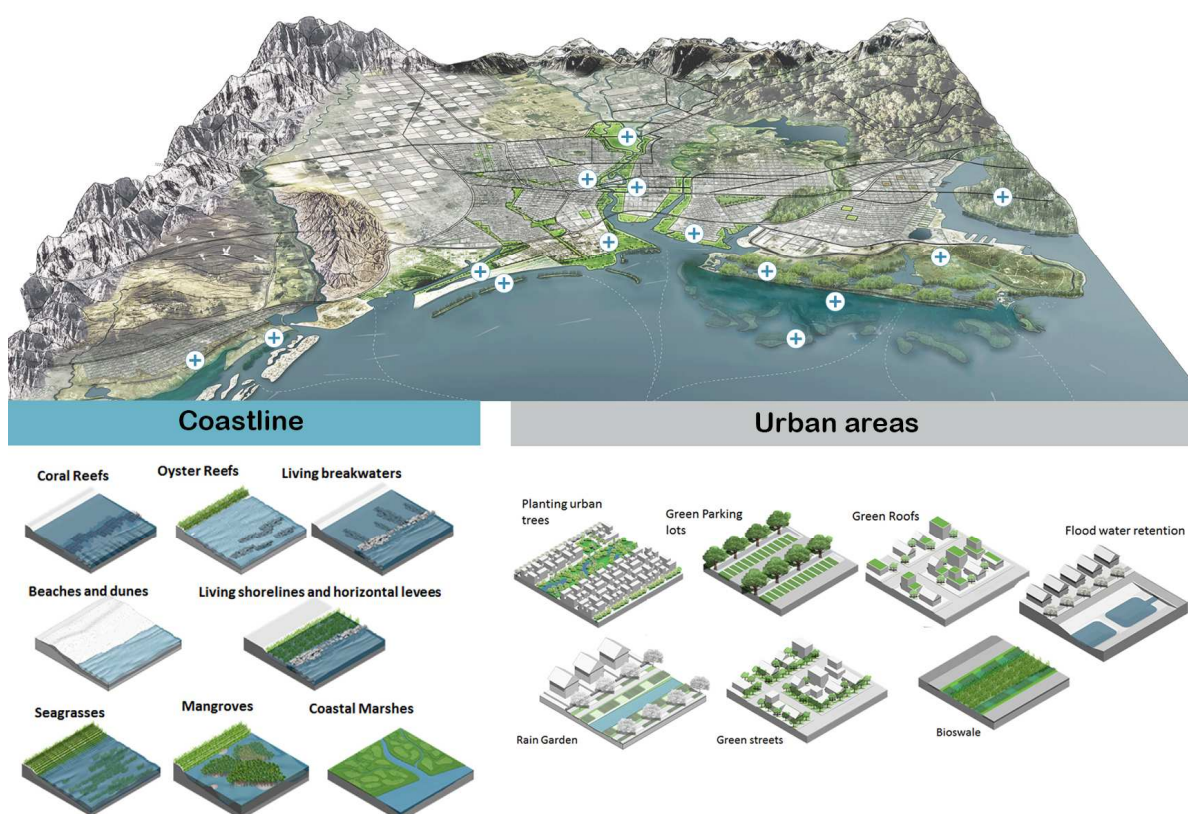 Coastline
Coral Reefs
Oyster Reefs
Living breakwaters
Beaches and dunes
Living shorelines and horizontal levees
Seagrasses
Mangroves
Coastal Marshes
Urban areas
Planting urban
trees
Green Parking
lots
Green Roofs
Flood water retention
Rain Garden
Green streets
Bioswale